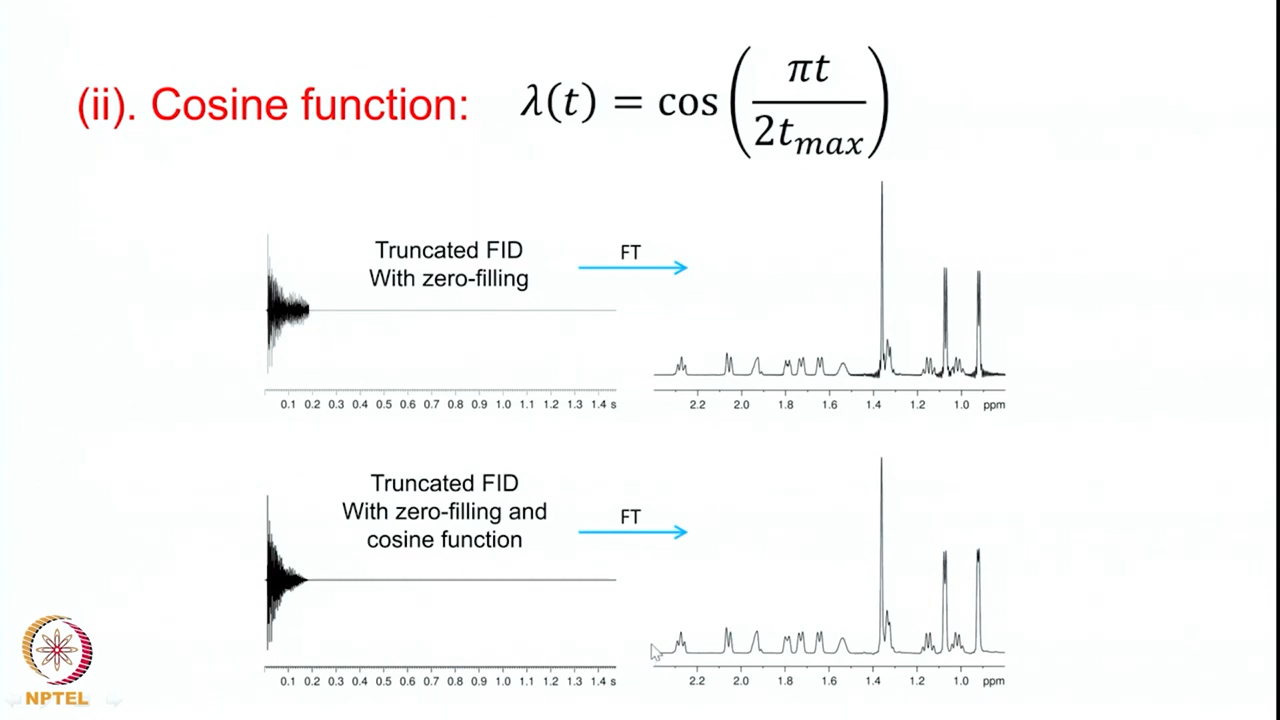 (ii). Cosine function: λ(t) = cos(πt / 2t_max)
Truncated FID
With zero-filling
FT
0.1 0.2 0.3 0.4 0.5 0.6 0.7 0.8 0.9 1.0 1.1 1.2 1.3 1.4 s
2.2 2.0 1.8 1.6 1.4 1.2 1.0 ppm
Truncated FID
With zero-filling and
cosine function
FT
0.1 0.2 0.3 0.4 0.5 0.6 0.7 0.8 0.9 1.0 1.1 1.2 1.3 1.4 s
2.2 2.0 1.8 1.6 1.4 1.2 1.0 ppm
NPTEL